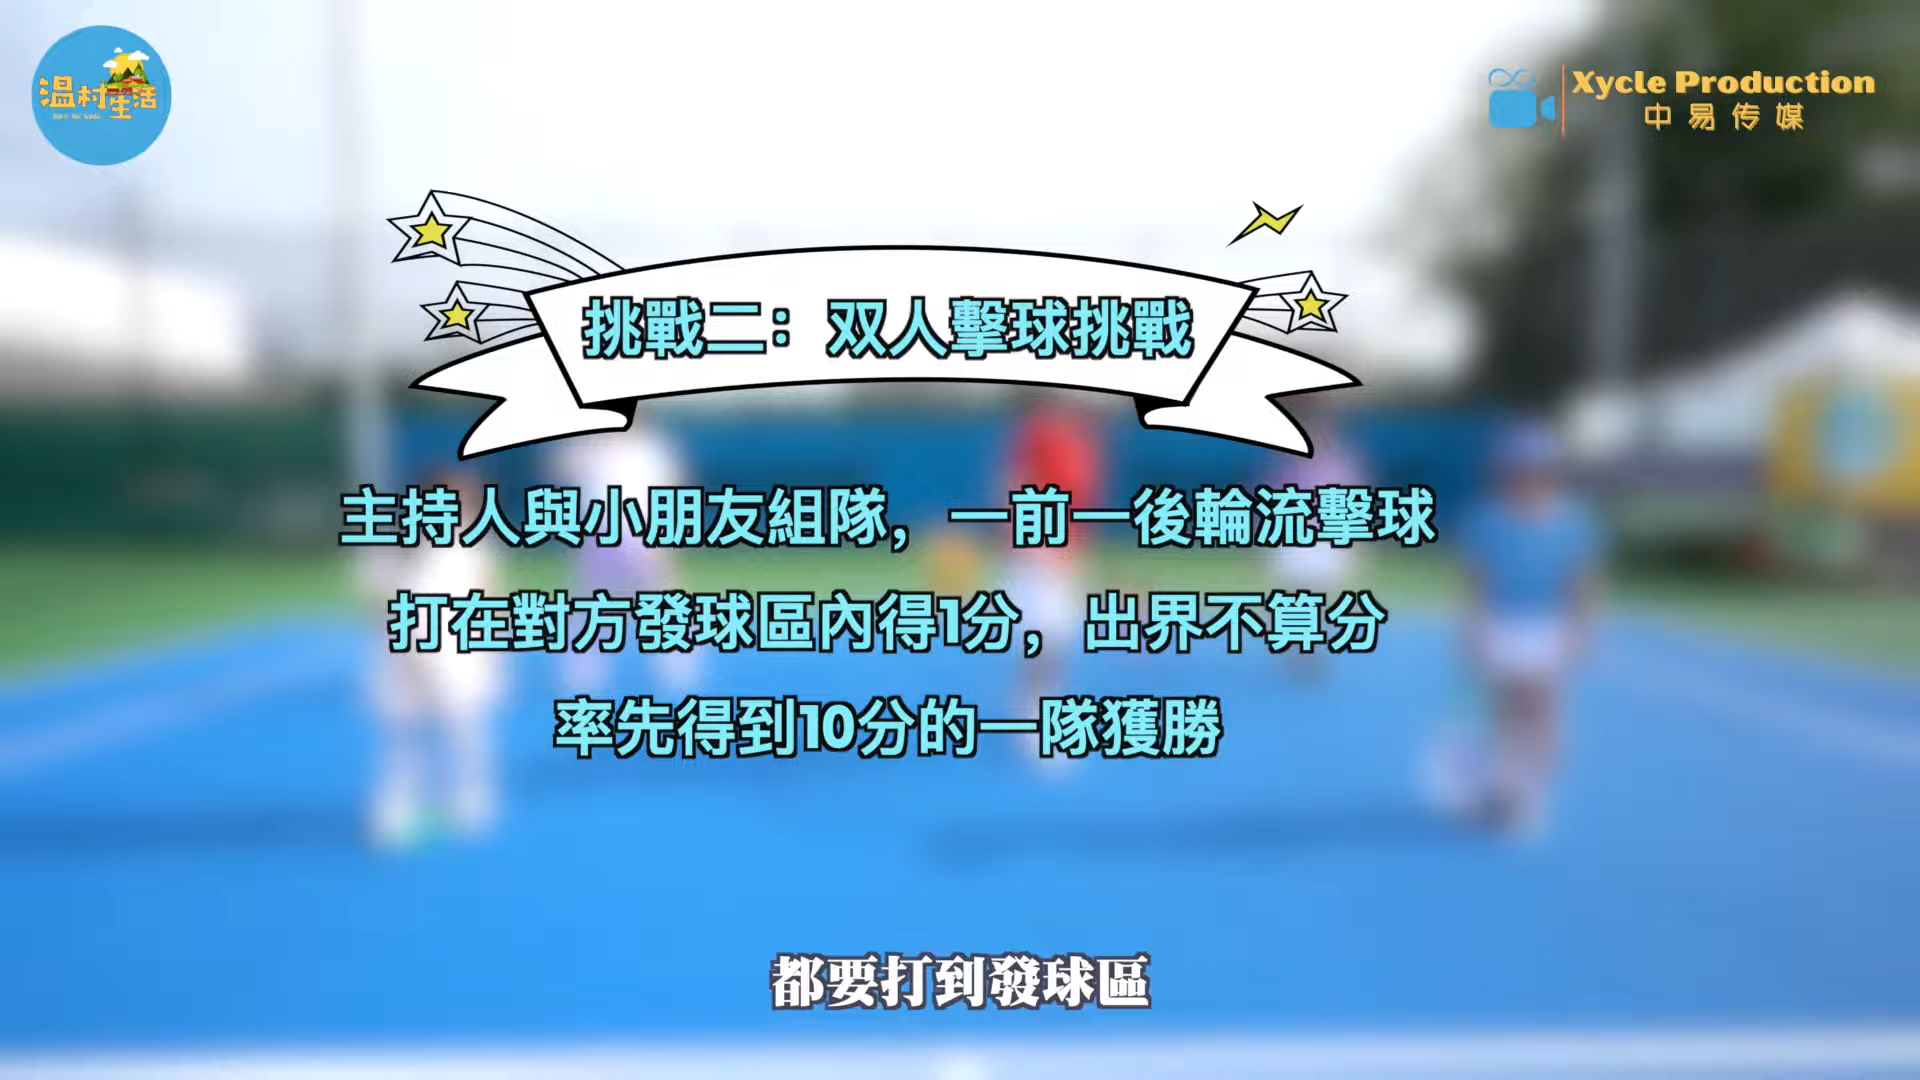 温村生活
Xycle Production
中易传媒
挑戰二：双人擊球挑戰
主持人與小朋友組隊，一前一後輪流擊球
打在對方發球區內得1分，出界不算分
率先得到10分的一隊獲勝
都要打到發球區